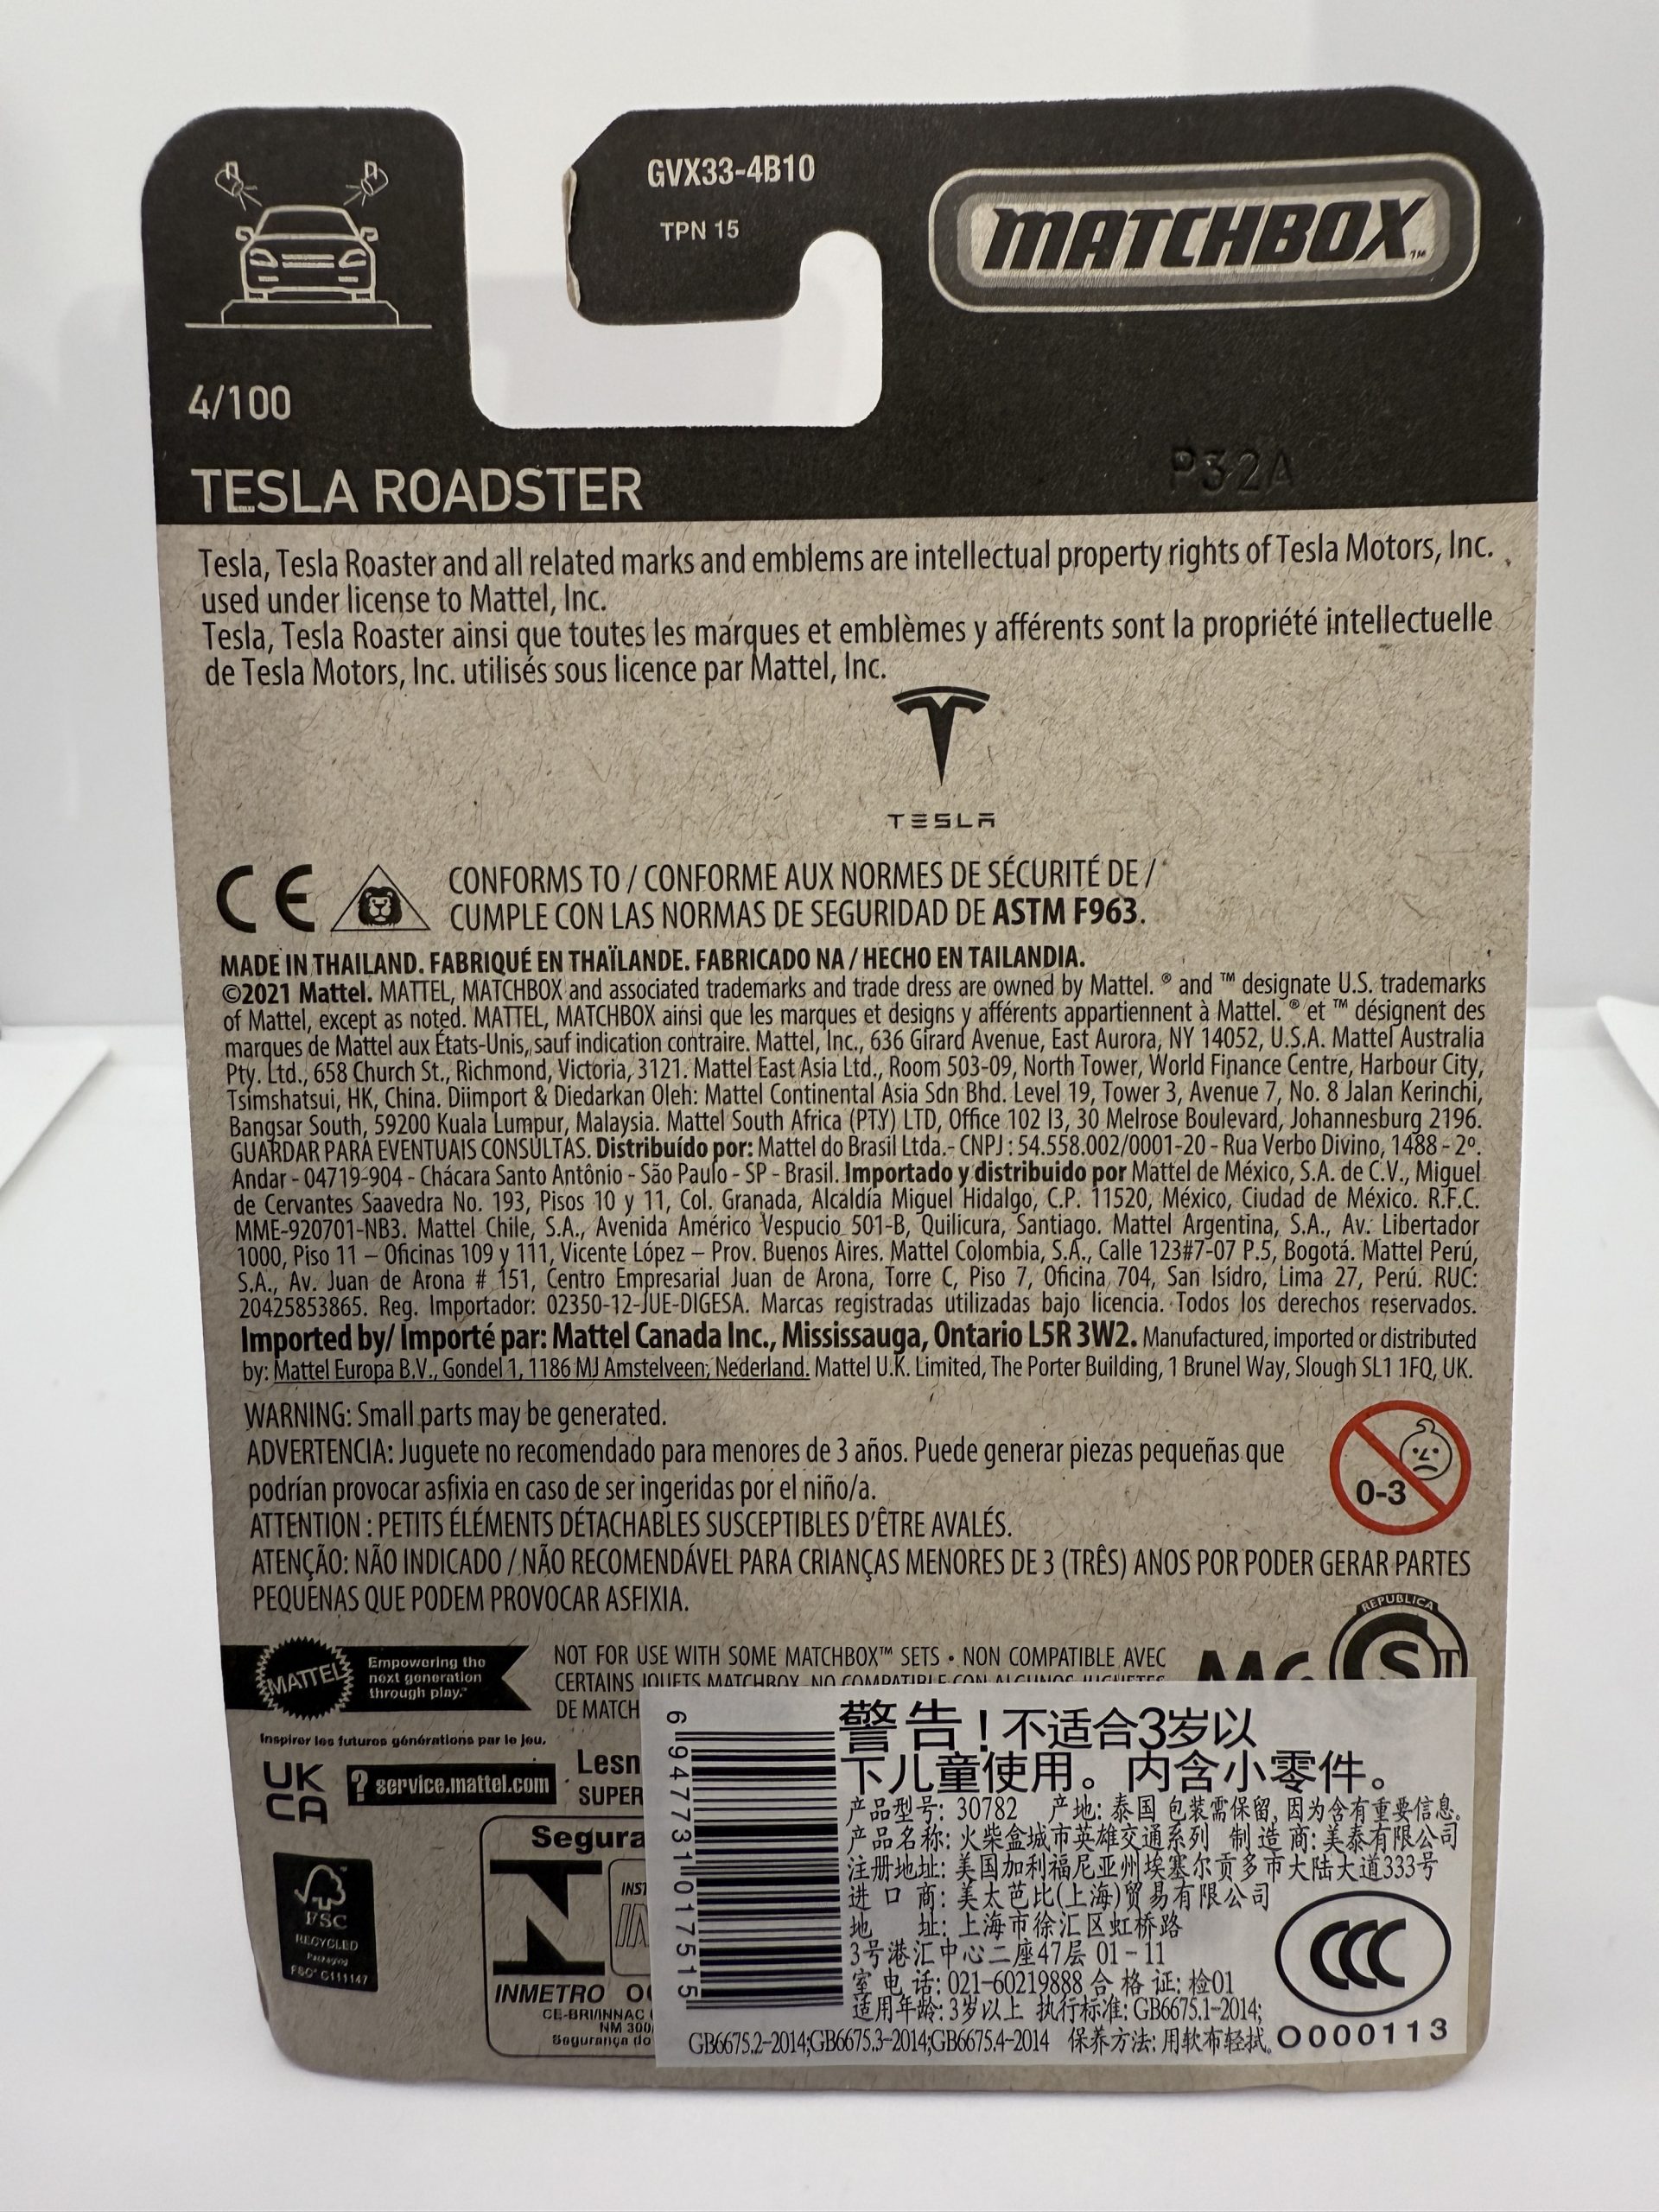 GVX33-4B10
TPN 15
MATCHBOX™
4/100
P32A
TESLA ROADSTER
Tesla, Tesla Roaster and all related marks and emblems are intellectual property rights of Tesla Motors, Inc.
used under license to Mattel, Inc.
Tesla, Tesla Roaster ainsi que toutes les marques et emblèmes y afférents sont la propriété intellectuelle
de Tesla Motors, Inc. utilisés sous licence par Mattel, Inc.
TESLA
CE
CONFORMS TO / CONFORME AUX NORMES DE SÉCURITÉ DE /
CUMPLE CON LAS NORMAS DE SEGURIDAD DE ASTM F963.
MADE IN THAILAND. FABRIQUÉ EN THAÏLANDE. FABRICADO NA / HECHO EN TAILANDIA.
©2021 Mattel. MATTEL, MATCHBOX and associated trademarks and trade dress are owned by Mattel. ® and ™ designate U.S. trademarks
of Mattel, except as noted. MATTEL, MATCHBOX ainsi que les marques et designs y afférents appartiennent à Mattel. ® et ™ désignent des
marques de Mattel aux États-Unis, sauf indication contraire. Mattel, Inc., 636 Girard Avenue, East Aurora, NY 14052, U.S.A. Mattel Australia
Pty. Ltd., 658 Church St., Richmond, Victoria, 3121. Mattel East Asia Ltd., Room 503-09, North Tower, World Finance Centre, Harbour City,
Tsimshatsui, HK, China. Diimport & Diedarkan Oleh: Mattel Continental Asia Sdn Bhd. Level 19, Tower 3, Avenue 7, No. 8 Jalan Kerinchi,
Bangsar South, 59200 Kuala Lumpur, Malaysia. Mattel South Africa (PTY) LTD, Office 102 I3, 30 Melrose Boulevard, Johannesburg 2196.
GUARDAR PARA EVENTUAIS CONSULTAS. Distribuído por: Mattel do Brasil Ltda.- CNPJ : 54.558.002/0001-20 - Rua Verbo Divino, 1488 - 2º.
Andar - 04719-904 - Chácara Santo Antônio - São Paulo - SP - Brasil. Importado y distribuido por Mattel de México, S.A. de C.V., Miguel
de Cervantes Saavedra No. 193, Pisos 10 y 11, Col. Granada, Alcaldía Miguel Hidalgo, C.P. 11520, México, Ciudad de México. R.F.C.
MME-920701-NB3. Mattel Chile, S.A., Avenida Américo Vespucio 501-B, Quilicura, Santiago. Mattel Argentina, S.A., Av. Libertador
1000, Piso 11 – Oficinas 109 y 111, Vicente López – Prov. Buenos Aires. Mattel Colombia, S.A., Calle 123#7-07 P.5, Bogotá. Mattel Perú,
S.A., Av. Juan de Arona # 151, Centro Empresarial Juan de Arona, Torre C, Piso 7, Oficina 704, San Isidro, Lima 27, Perú. RUC:
20425853865. Reg. Importador: 02350-12-JUE-DIGESA. Marcas registradas utilizadas bajo licencia. Todos los derechos reservados.
Imported by/ Importé par: Mattel Canada Inc., Mississauga, Ontario L5R 3W2. Manufactured, imported or distributed
by: Mattel Europa B.V., Gondel 1, 1186 MJ Amstelveen, Nederland. Mattel U.K. Limited, The Porter Building, 1 Brunel Way, Slough SL1 1FQ, UK.
WARNING: Small parts may be generated.
ADVERTENCIA: Juguete no recomendado para menores de 3 años. Puede generar piezas pequeñas que
podrían provocar asfixia en caso de ser ingeridas por el niño/a.
0-3
ATTENTION : PETITS ÉLÉMENTS DÉTACHABLES SUSCEPTIBLES D'ÊTRE AVALÉS.
ATENÇÃO: NÃO INDICADO / NÃO RECOMENDÁVEL PARA CRIANÇAS MENORES DE 3 (TRÊS) ANOS POR PODER GERAR PARTES
PEQUENAS QUE PODEM PROVOCAR ASFIXIA.
REPUBLICA
ST
MATTEL
Empowering the
next generation
through play.™
Inspirer les futures générations par le jeu.
NOT FOR USE WITH SOME MATCHBOX™ SETS • NON COMPATIBLE AVEC
CERTAINS JOUETS MATCHBOX NO COMPATIBLE CON ALGUNOS JUGUETES
DE MATCH
UK
CA
? service.mattel.com
Lesn
SUPER
FSC
RECYCLED
Packaging
FSC® C111147
Segura
INST
INMETRO
CE-BRI/INNAC
NM 300
Segurança do
6947731017515
警告!不适合3岁以
下儿童使用。内含小零件。
产品型号: 30782 产地: 泰国 包装需保留, 因为含有重要信息。
产品名称: 火柴盒城市英雄交通系列 制造商: 美泰有限公司
注册地址: 美国加利福尼亚州埃塞尔贡多市大陆大道333号
进口商: 美太芭比(上海)贸易有限公司
地 址: 上海市徐汇区虹桥路
3号港汇中心二座47层 01-11
室 电 话: 021-60219888 合格证: 检01
适用年龄: 3岁以上 执行标准: GB6675.1-2014;
GB6675.2-2014;GB6675.3-2014;GB6675.4-2014 保养方法: 用软布轻拭。
CCC
O000113